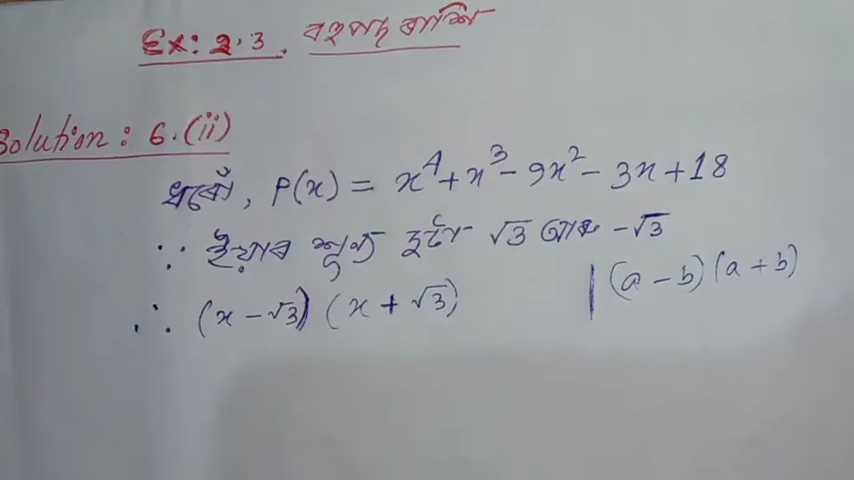 Ex: 2.3. বহুপদ ৰাশি
Solution: 6.(ii)
ধৰোঁ, P(x) = x⁴ + x³ - 9x² - 3x + 18
∵ ইয়াৰ শূন্য দুটা √3 আৰু -√3
∴ (x - √3) (x + √3) | (a - b) (a + b)